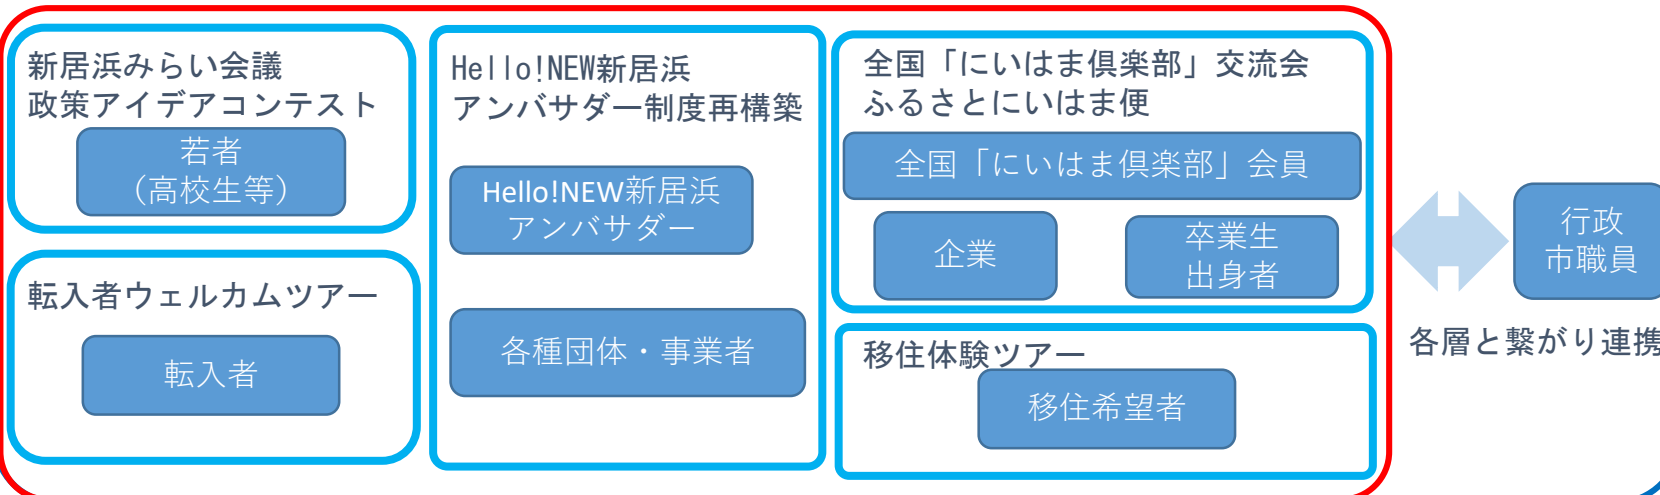 新居浜みらい会議
政策アイデアコンテスト
若者
（高校生等）
転入者ウェルカムツアー
転入者
Hello!NEW新居浜
アンバサダー制度再構築
Hello!NEW新居浜
アンバサダー
各種団体・事業者
全国「にいはま倶楽部」交流会
ふるさとにいはま便
全国「にいはま倶楽部」会員
企業
卒業生
出身者
移住体験ツアー
移住希望者
行政
市職員
各層と繋がり連携